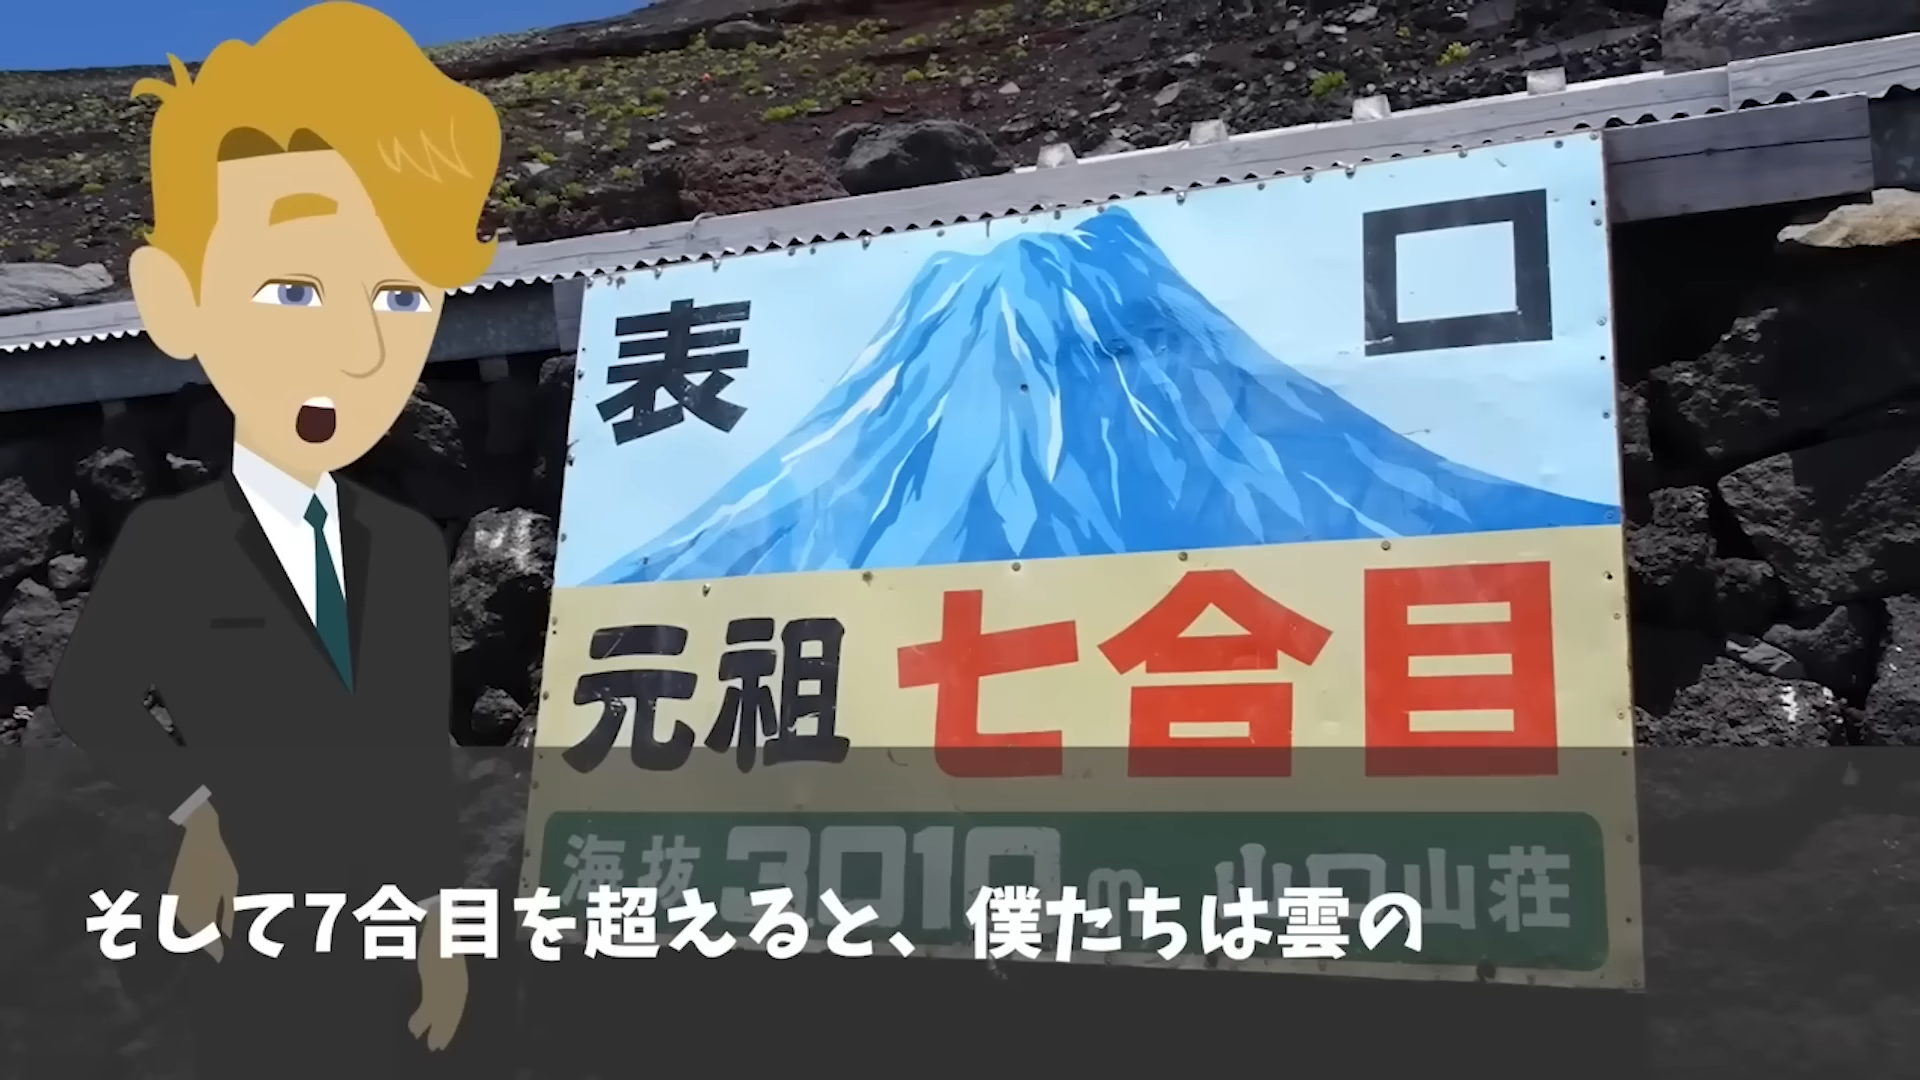 表 口
元祖 七合目
海抜 3010m 山口山荘
そして7合目を超えると、僕たちは雲の